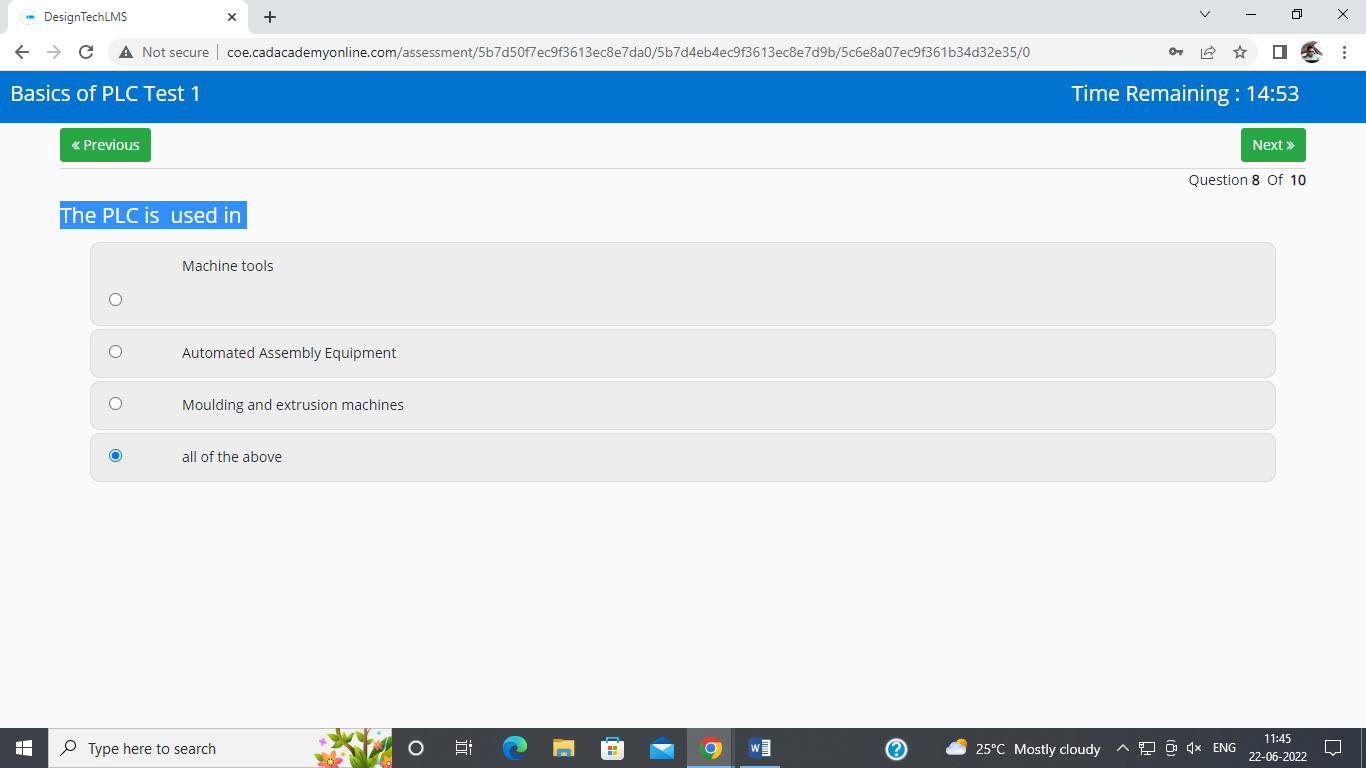 DesignTechLMS
Not secure
coe.cadacademyonline.com/assessment/5b7d50f7ec9f3613ec8e7da0/5b7d4eb4ec9f3613ec8e7d9b/5c6e8a07ec9f361b34d32e35/0
Basics of PLC Test 1
Time Remaining : 14:53
« Previous
Next »
Question 8 Of 10
The PLC is  used in
Machine tools
Automated Assembly Equipment
Moulding and extrusion machines
all of the above
Type here to search
25°C Mostly cloudy
ENG
11:45
22-06-2022